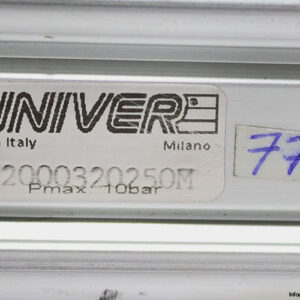 UNIVER
Italy Milano
2000320250M
Pmax 10bar
77